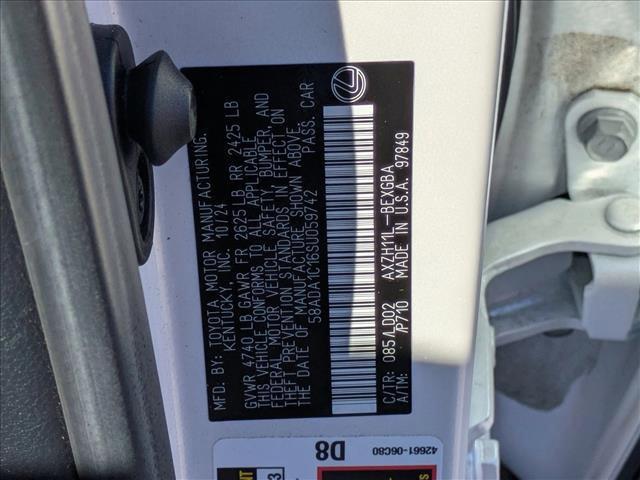 MFD. BY: TOYOTA MOTOR MANUFACTURING,
KENTUCKY, INC. 10/24
GVWR 4740 LB GAWR FR 2625 LB RR 2425 LB
THIS VEHICLE CONFORMS TO ALL APPLICABLE
FEDERAL MOTOR VEHICLE SAFETY, BUMPER, AND
THEFT PREVENTION STANDARDS IN EFFECT ON
THE DATE OF MANUFACTURE SHOWN ABOVE.
58ADA1C16SU059742 PASS. CAR
C/TR: 085/LD02 AXZH11L-BEXGBA
A/TM: /P710 MADE IN U.S.A. 97849
D8
42661-06C80